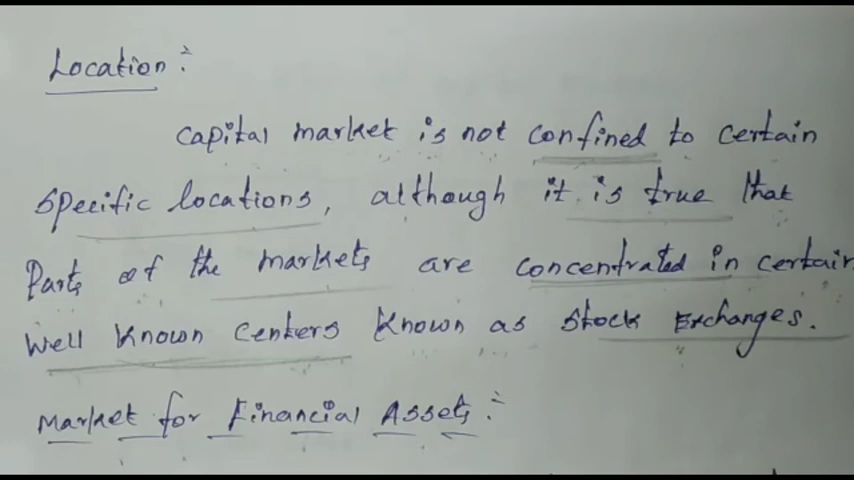 Location:
capital market is not confined to certain
specific locations, although it is true that
Parts of the markets are concentrated in certain
Well Known centers Known as Stock Exchanges.
Market for Financial Assets: